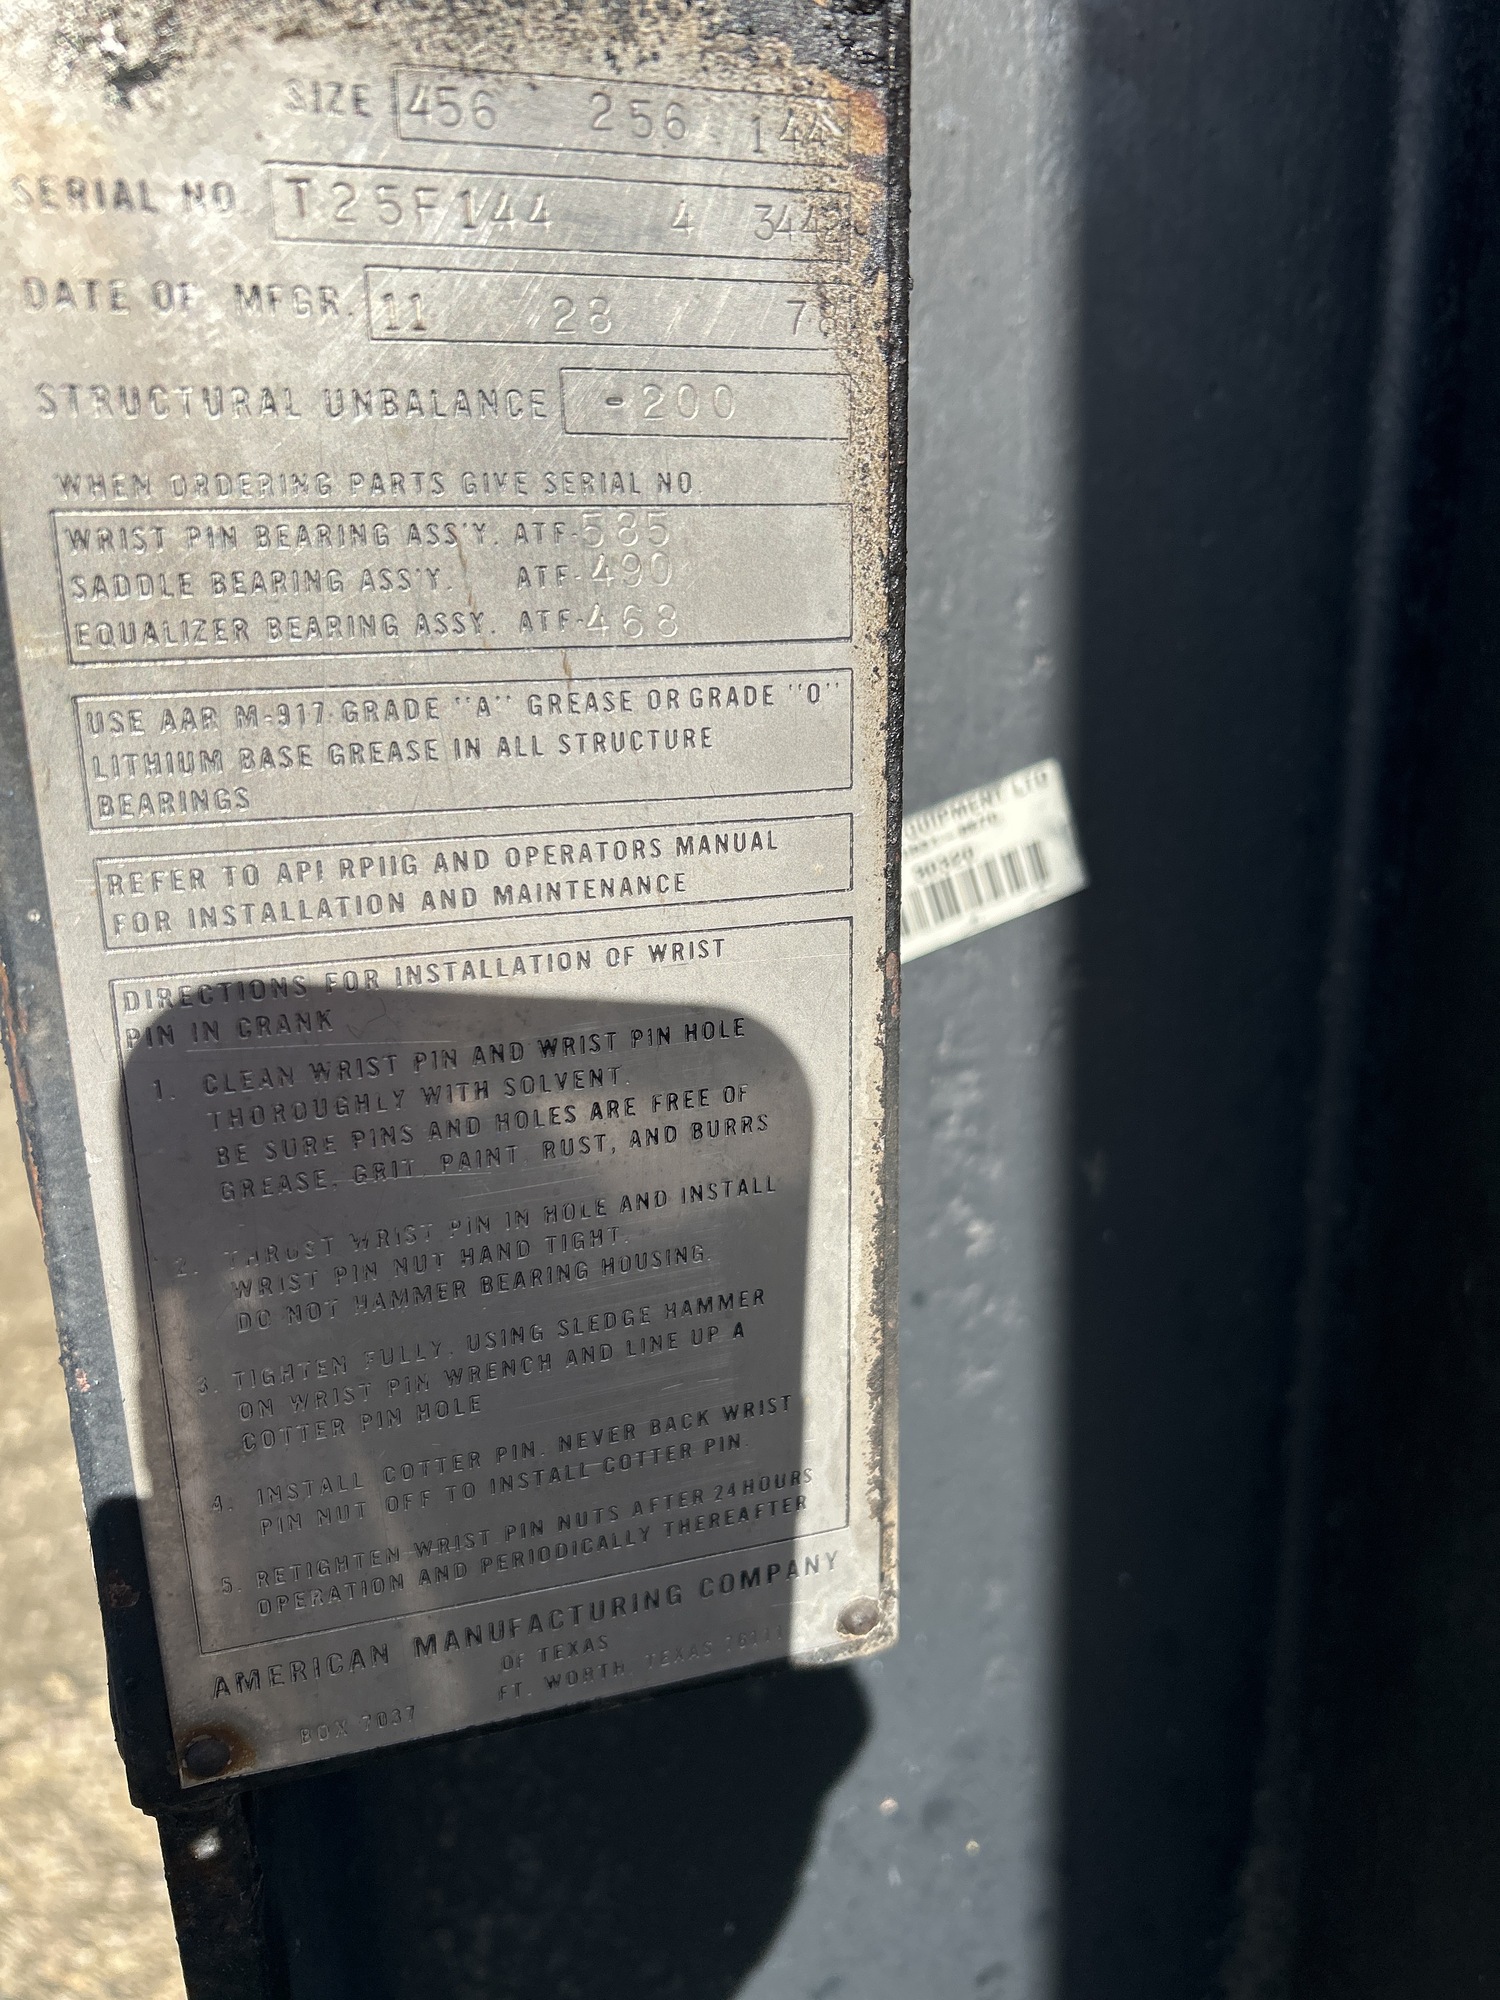 SIZE 456 256 144
SERIAL NO. T25F144 4 3442
DATE OF MFGR. 11 28 78
STRUCTURAL UNBALANCE -200
WHEN ORDERING PARTS GIVE SERIAL NO.
WRIST PIN BEARING ASS'Y. ATF-585
SADDLE BEARING ASS'Y. ATF-490
EQUALIZER BEARING ASSY. ATF-468
USE AAR M-917 GRADE "A" GREASE OR GRADE "O"
LITHIUM BASE GREASE IN ALL STRUCTURE
BEARINGS
REFER TO API RP11G AND OPERATORS MANUAL
FOR INSTALLATION AND MAINTENANCE
DIRECTIONS FOR INSTALLATION OF WRIST
PIN IN CRANK
1. CLEAN WRIST PIN AND WRIST PIN HOLE
THOROUGHLY WITH SOLVENT.
BE SURE PINS AND HOLES ARE FREE OF
GREASE, GRIT, PAINT, RUST, AND BURRS
2. THRUST WRIST PIN IN HOLE AND INSTALL
WRIST PIN NUT HAND TIGHT.
DO NOT HAMMER BEARING HOUSING.
3. TIGHTEN FULLY, USING SLEDGE HAMMER
ON WRIST PIN WRENCH AND LINE UP A
COTTER PIN HOLE
4. INSTALL COTTER PIN. NEVER BACK WRIST
PIN NUT OFF TO INSTALL COTTER PIN.
5. RETIGHTEN WRIST PIN NUTS AFTER 24 HOURS
OPERATION AND PERIODICALLY THEREAFTER
AMERICAN MANUFACTURING COMPANY
OF TEXAS
BOX 7037 FT. WORTH, TEXAS
QUIPMENT LTD
30320